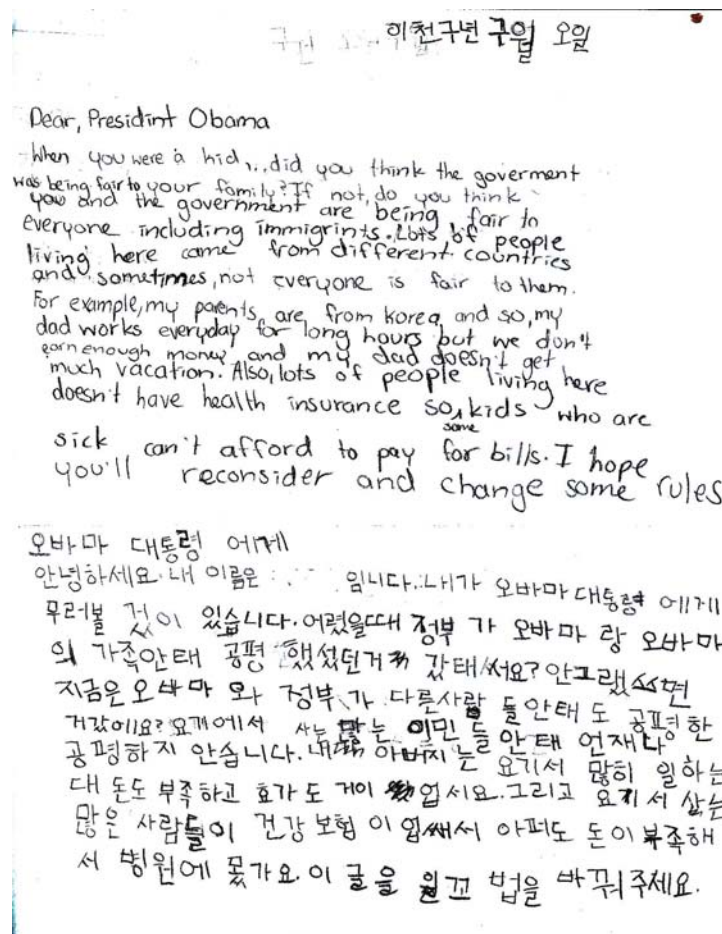 이천구년 구월 오일
Dear, Presidint Obama
When you were a kid,...did you think the goverment
was being fair to your family? If not, do you think
you and the government are being fair to
everyone including immigrints. Lots of people
living here came from different countries
and sometimes, not everyone is fair to them.
For example, my parents are from Korea and so, my
dad works everyday for long hours but we don't
earn enough money and my dad doesn't get
much vacation. Also, lots of people living here
doesn't have health insurance so, some kids who are
sick can't afford to pay for bills. I hope
you'll reconsider and change some rules
오바마 대통령 에게
안녕하세요. 내 이름은 임니다. 내가 오바마 대통령 에게
무러볼 것이 있습니다. 어렸을때 정부 가 오바마 랑 오바마
의 가족안태 공평 했섰던거 갔태서요? 안그랬쓰면
지금은 오바마 와 정부 가 다른사람 들안태 도 공평한
거갔에요? 요기에서 사는 많는 이민 들안태 언재나
공평하지 안습니다. 내 아버지 는 요기서 많히 일하는
대 돈도 부족하고 휴가도 거이 업서요. 그리고 요기서 삶는
많은 사람들이 건강 보험 이 업써서 아퍼도 돈이 부족해
서 병원에 못가요. 이 글을 일꼬 법을 바꿔주세요.